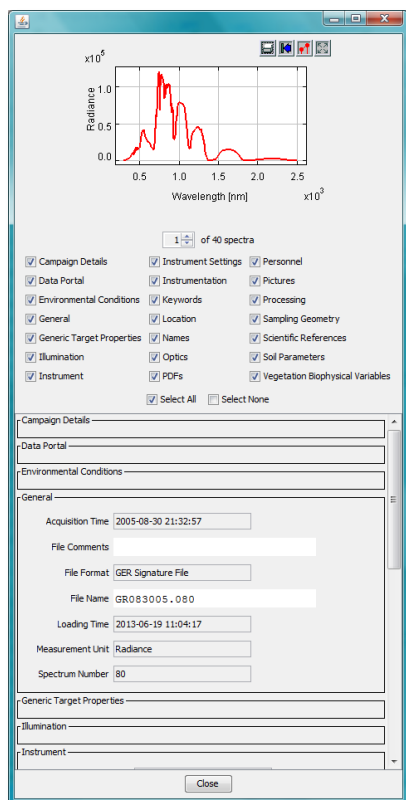 x10^5
Radiance
1.0
0.5
0.0
0.5 1.0 1.5 2.0 2.5
Wavelength [nm] x10^3
1 of 40 spectra
Campaign Details Instrument Settings Personnel
Data Portal Instrumentation Pictures
Environmental Conditions Keywords Processing
General Location Sampling Geometry
Generic Target Properties Names Scientific References
Illumination Optics Soil Parameters
Instrument PDFs Vegetation Biophysical Variables
Select All Select None
Campaign Details
Data Portal
Environmental Conditions
General
Acquisition Time 2005-08-30 21:32:57
File Comments
File Format GER Signature File
File Name GR083005.080
Loading Time 2013-06-19 11:04:17
Measurement Unit Radiance
Spectrum Number 80
Generic Target Properties
Illumination
Instrument
Close